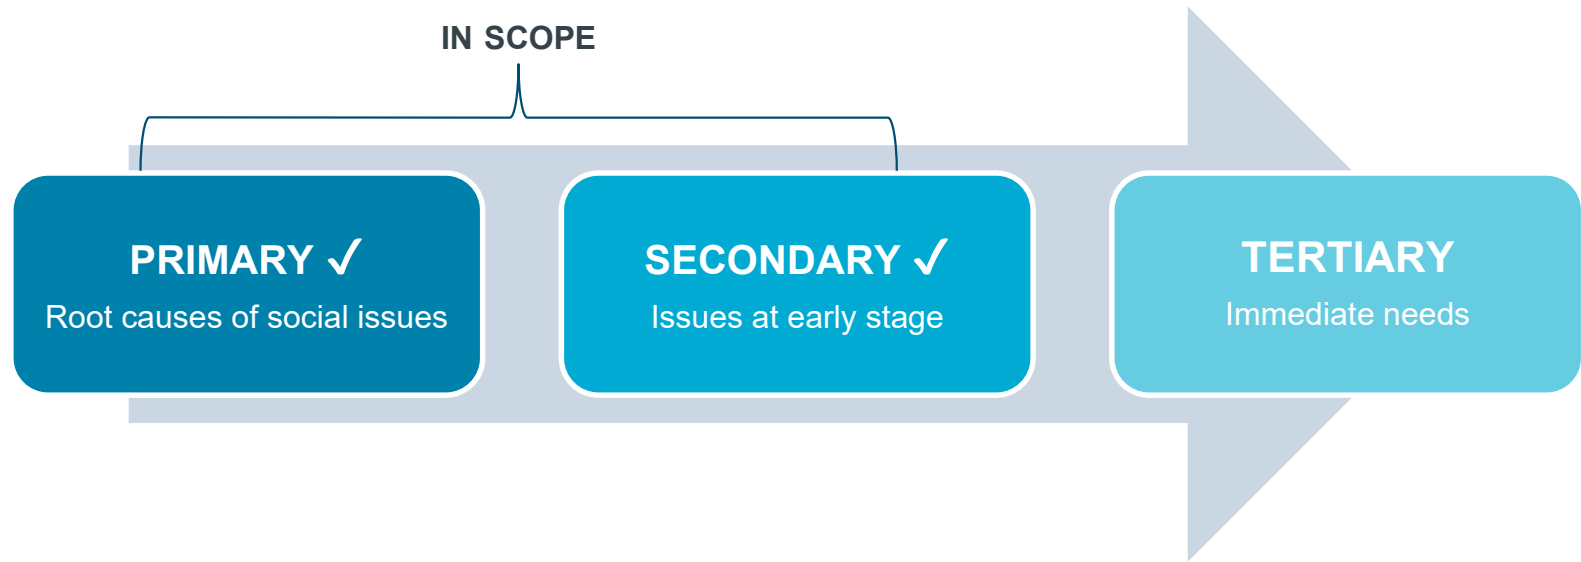 IN SCOPE
PRIMARY ✓
Root causes of social issues
SECONDARY ✓
Issues at early stage
TERTIARY
Immediate needs